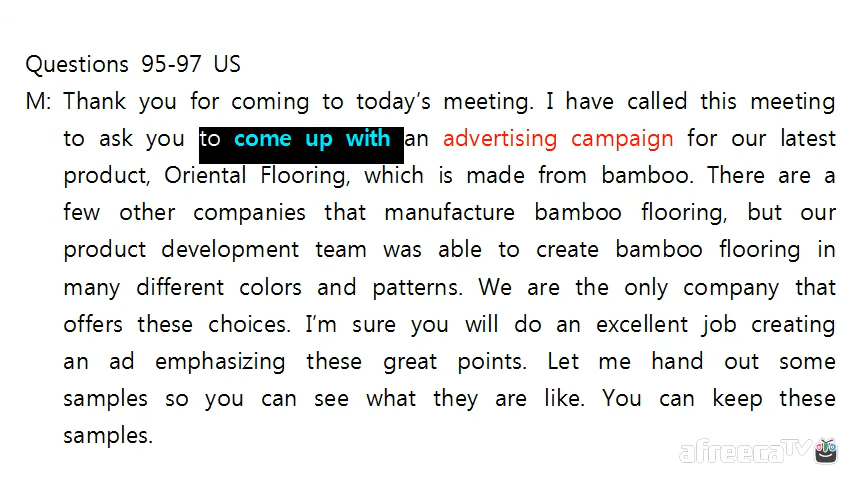 Questions 95-97 US
M: Thank you for coming to today's meeting. I have called this meeting
to ask you to come up with an advertising campaign for our latest
product, Oriental Flooring, which is made from bamboo. There are a
few other companies that manufacture bamboo flooring, but our
product development team was able to create bamboo flooring in
many different colors and patterns. We are the only company that
offers these choices. I'm sure you will do an excellent job creating
an ad emphasizing these great points. Let me hand out some
samples so you can see what they are like. You can keep these
samples.
afreecaTV